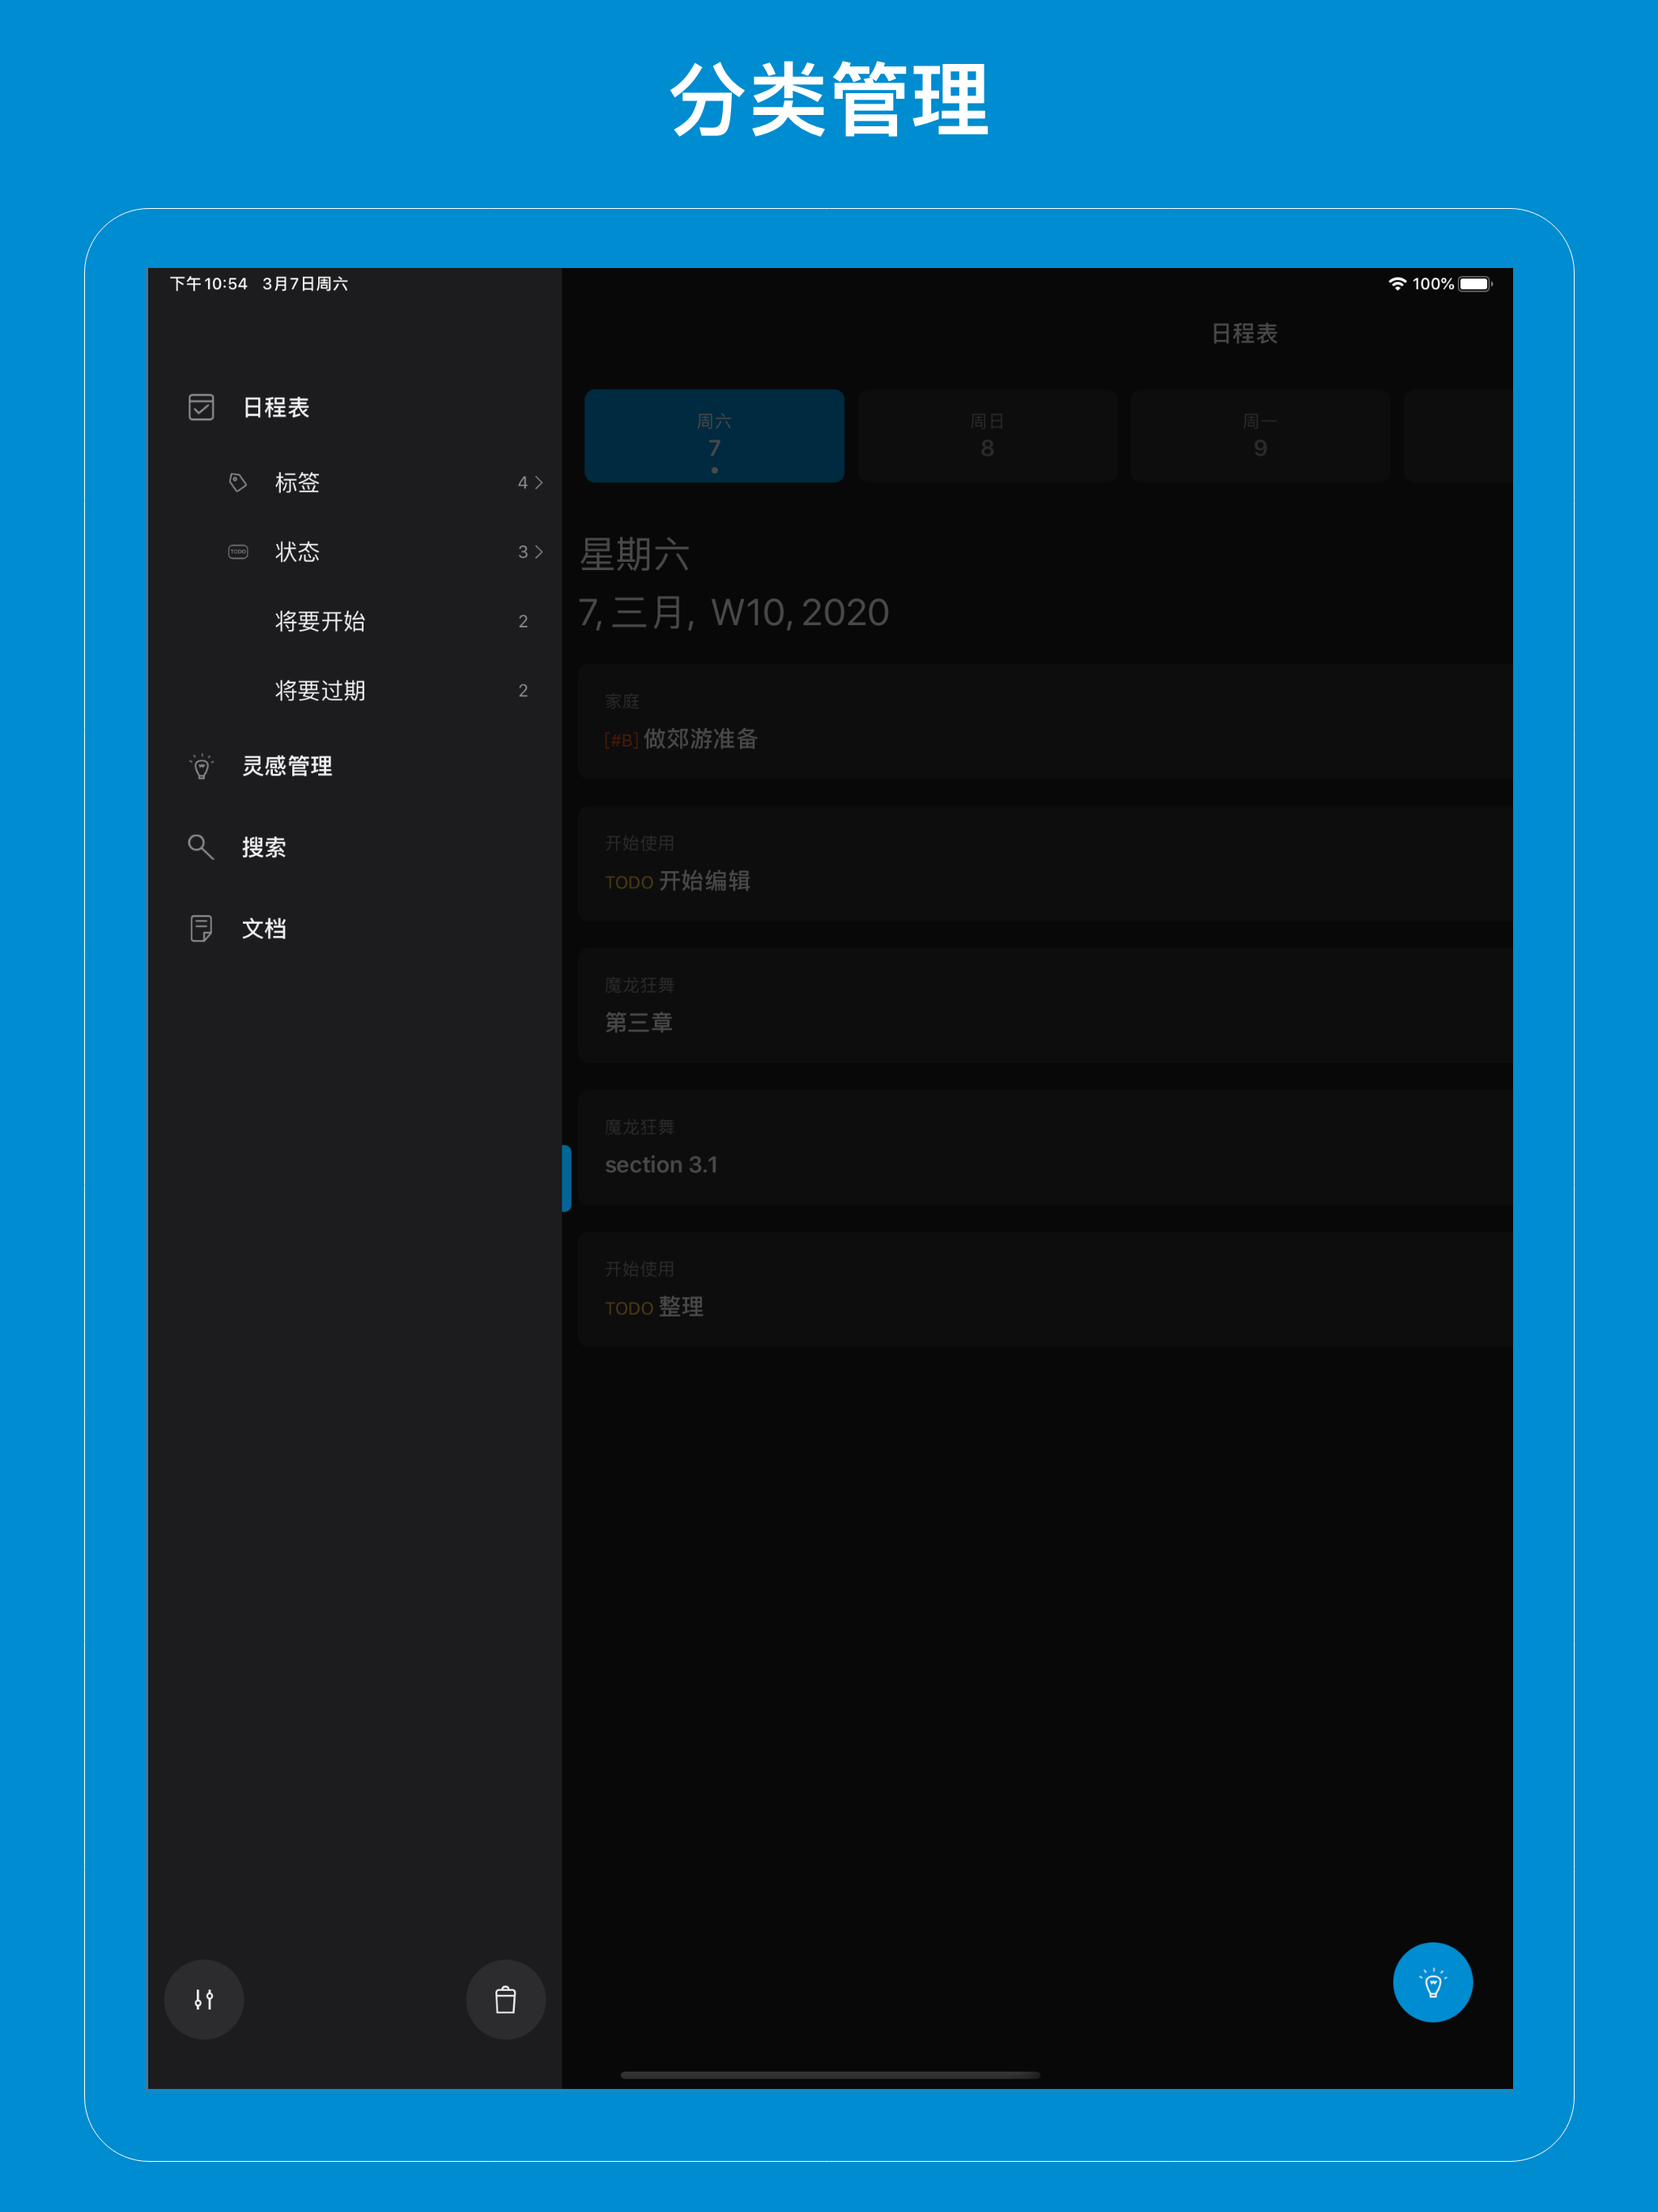 分类管理
下午10:54 3月7日周六
100%
日程表
标签 4
TODO
状态 3
将要开始 2
将要过期 2
灵感管理
搜索
文档
日程表
周六
7
周日
8
周一
9
星期六
7, 三月, W10, 2020
家庭
[#B] 做郊游准备
开始使用
TODO 开始编辑
魔龙狂舞
第三章
魔龙狂舞
section 3.1
开始使用
TODO 整理